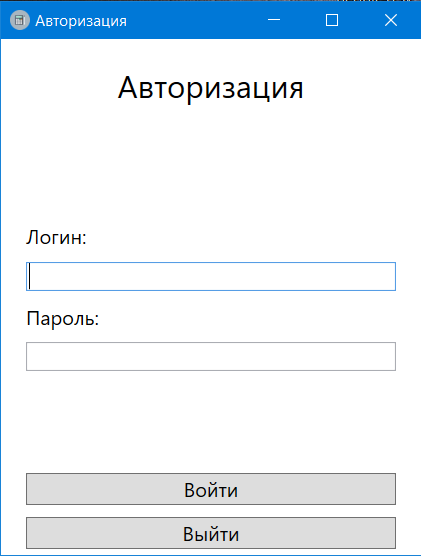 Авторизация
Авторизация
Логин:
Пароль:
Войти
Выйти